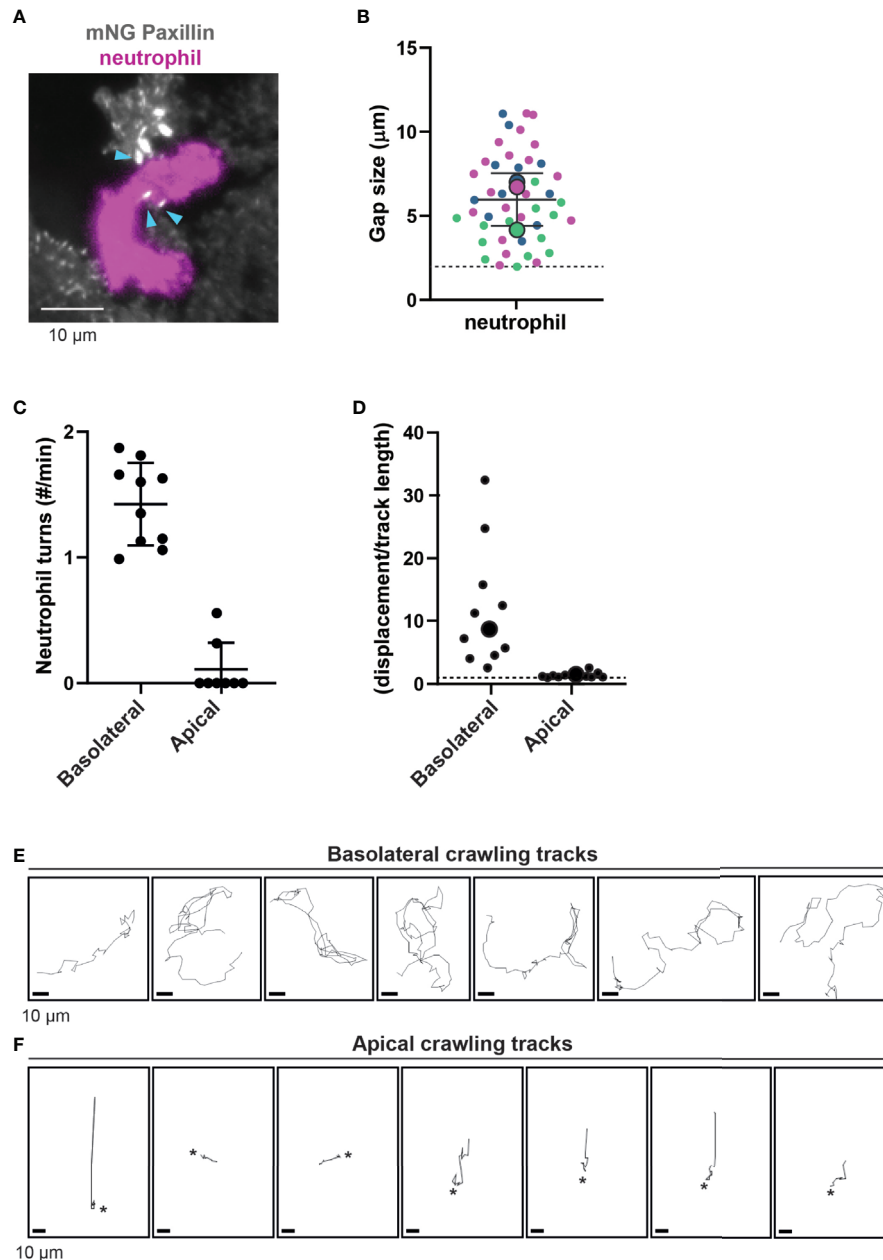 A
mNG Paxillin
neutrophil
10 µm
B
Gap size (µm)
15
10
5
0
neutrophil
C
Neutrophil turns (#/min)
2
1
0
Basolateral
Apical
D
(displacement/track length)
40
30
20
10
0
Basolateral
Apical
E
Basolateral crawling tracks
10 µm
F
Apical crawling tracks
* * * * * * *
10 µm